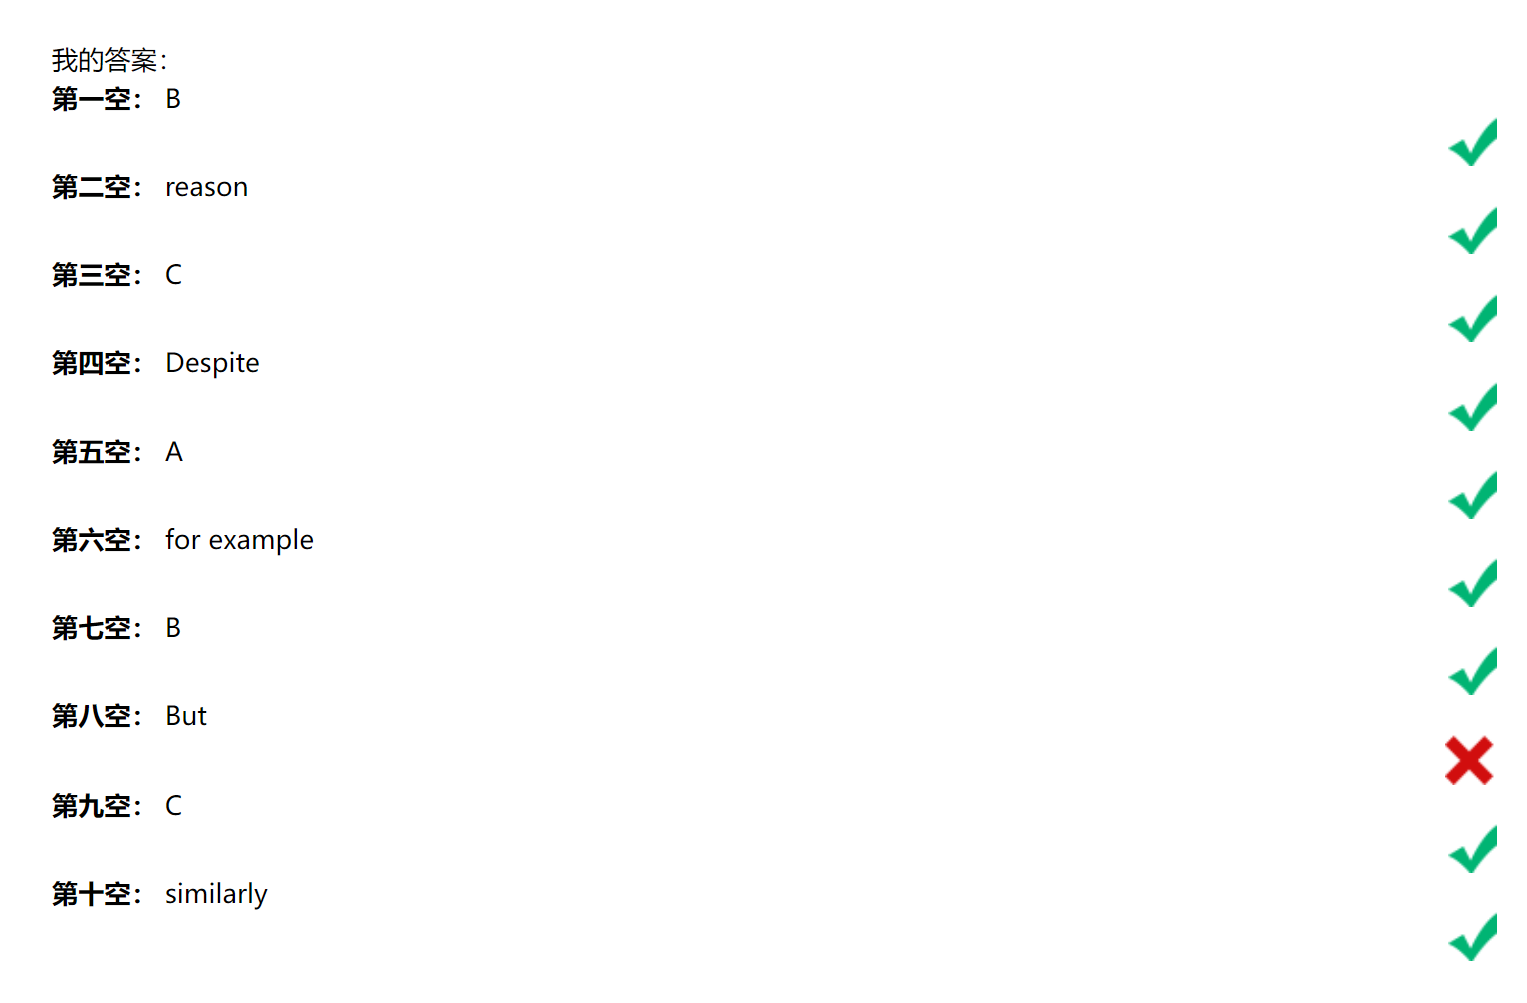 我的答案：
第一空： B
第二空： reason
第三空： C
第四空： Despite
第五空： A
第六空： for example
第七空： B
第八空： But
第九空： C
第十空： similarly